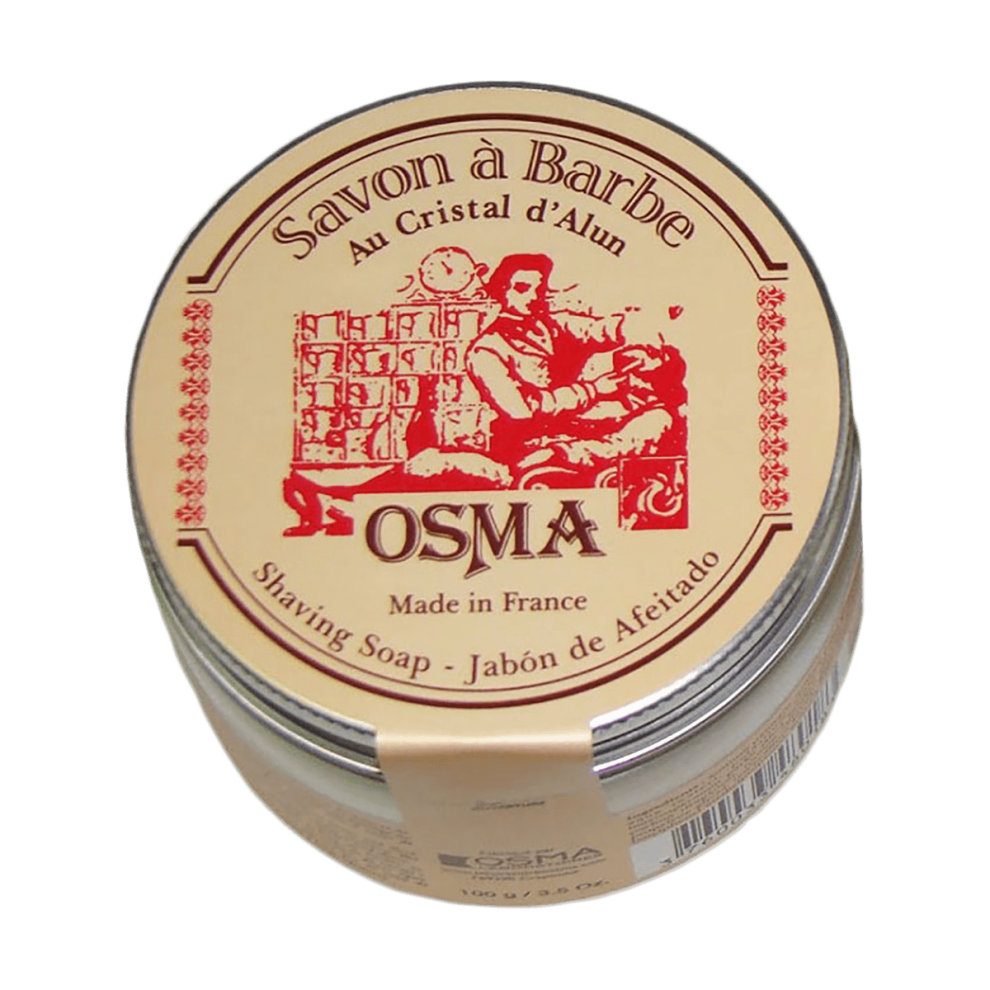 Savon à Barbe
Au Cristal d'Alun
OSMA
Made in France
Shaving Soap - Jabón de Afeitado
OSMA
100 g / 3.5 Oz.